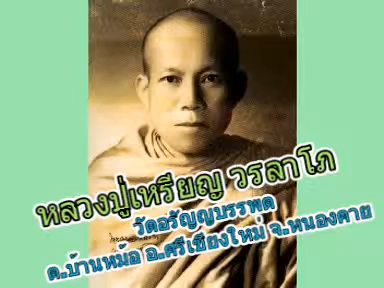 หลวงปู่เหรียญ วรลาโภ
วัดอรัญญบรรพต
ต.บ้านหม้อ อ.ศรีเชียงใหม่ จ.หนองคาย